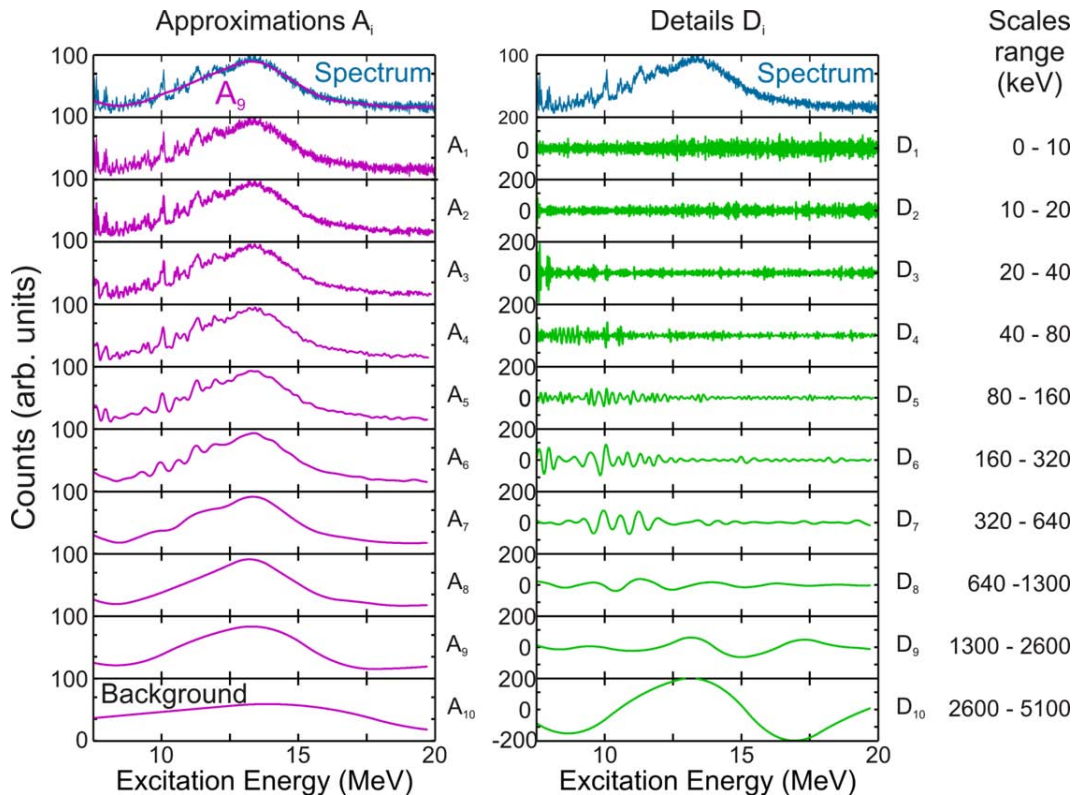 Approximations Aᵢ
Details Dᵢ
Scales
range
(keV)
100
Spectrum
A₉
100
Spectrum
100
200
A₁
0
D₁
0 - 10
100
200
A₂
0
D₂
10 - 20
100
200
A₃
0
D₃
20 - 40
100
200
A₄
0
D₄
40 - 80
100
200
A₅
0
D₅
80 - 160
100
200
A₆
0
D₆
160 - 320
100
200
A₇
0
D₇
320 - 640
100
200
A₈
0
D₈
640 -1300
100
200
A₉
0
D₉
1300 - 2600
100
200
Background
A₁₀
0
D₁₀
2600 - 5100
0
-200
10
15
20
10
15
20
Counts (arb. units)
Excitation Energy (MeV)
Excitation Energy (MeV)